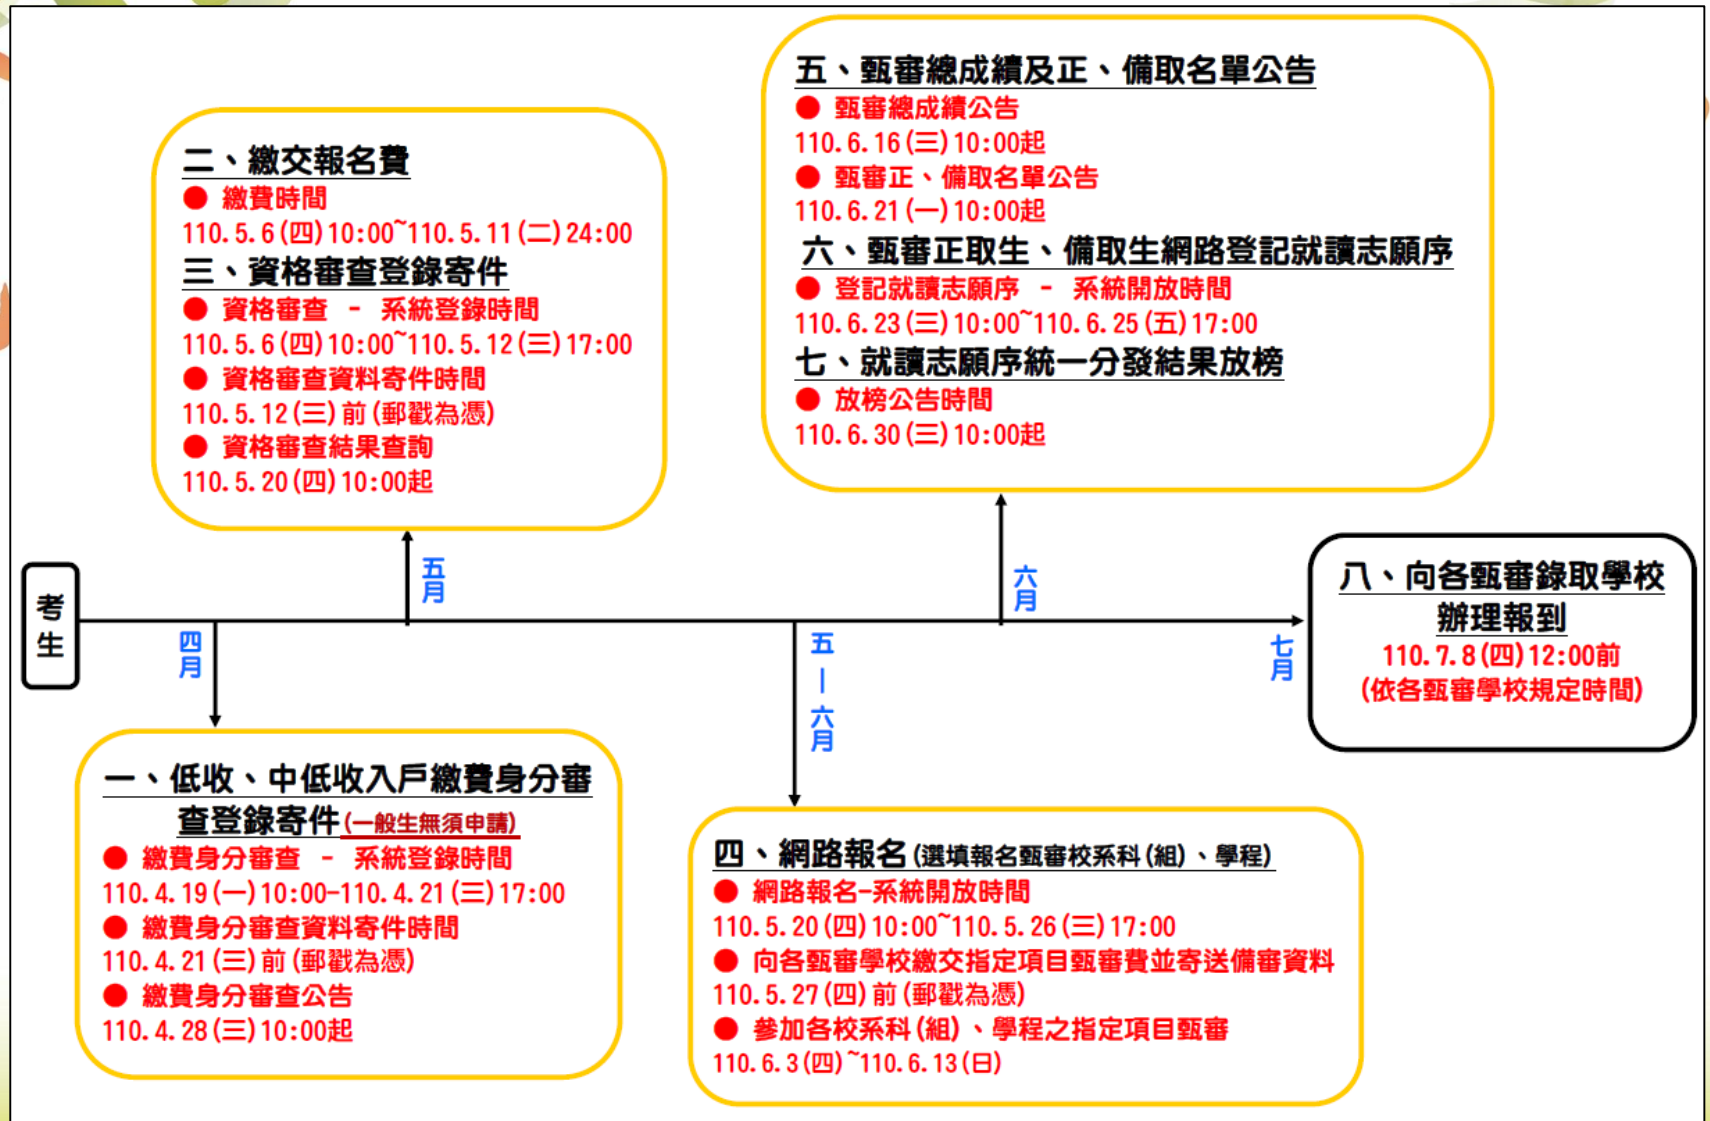 考生
四月
一、低收、中低收入戶繳費身分審
查登錄寄件(一般生無須申請)
● 繳費身分審查 - 系統登錄時間
110.4.19(一)10:00-110.4.21(三)17:00
● 繳費身分審查資料寄件時間
110.4.21(三)前(郵戳為憑)
● 繳費身分審查公告
110.4.28(三)10:00起
五月
二、繳交報名費
● 繳費時間
110.5.6(四)10:00~110.5.11(二)24:00
三、資格審查登錄寄件
● 資格審查 - 系統登錄時間
110.5.6(四)10:00~110.5.12(三)17:00
● 資格審查資料寄件時間
110.5.12(三)前(郵戳為憑)
● 資格審查結果查詢
110.5.20(四)10:00起
五—六月
四、網路報名(選填報名甄審校系科(組)、學程)
● 網路報名-系統開放時間
110.5.20(四)10:00~110.5.26(三)17:00
● 向各甄審學校繳交指定項目甄審費並寄送備審資料
110.5.27(四)前(郵戳為憑)
● 參加各校系科(組)、學程之指定項目甄審
110.6.3(四)~110.6.13(日)
六月
五、甄審總成績及正、備取名單公告
● 甄審總成績公告
110.6.16(三)10:00起
● 甄審正、備取名單公告
110.6.21(一)10:00起
六、甄審正取生、備取生網路登記就讀志願序
● 登記就讀志願序 - 系統開放時間
110.6.23(三)10:00~110.6.25(五)17:00
七、就讀志願序統一分發結果放榜
● 放榜公告時間
110.6.30(三)10:00起
七月
八、向各甄審錄取學校
辦理報到
110.7.8(四)12:00前
(依各甄審學校規定時間)